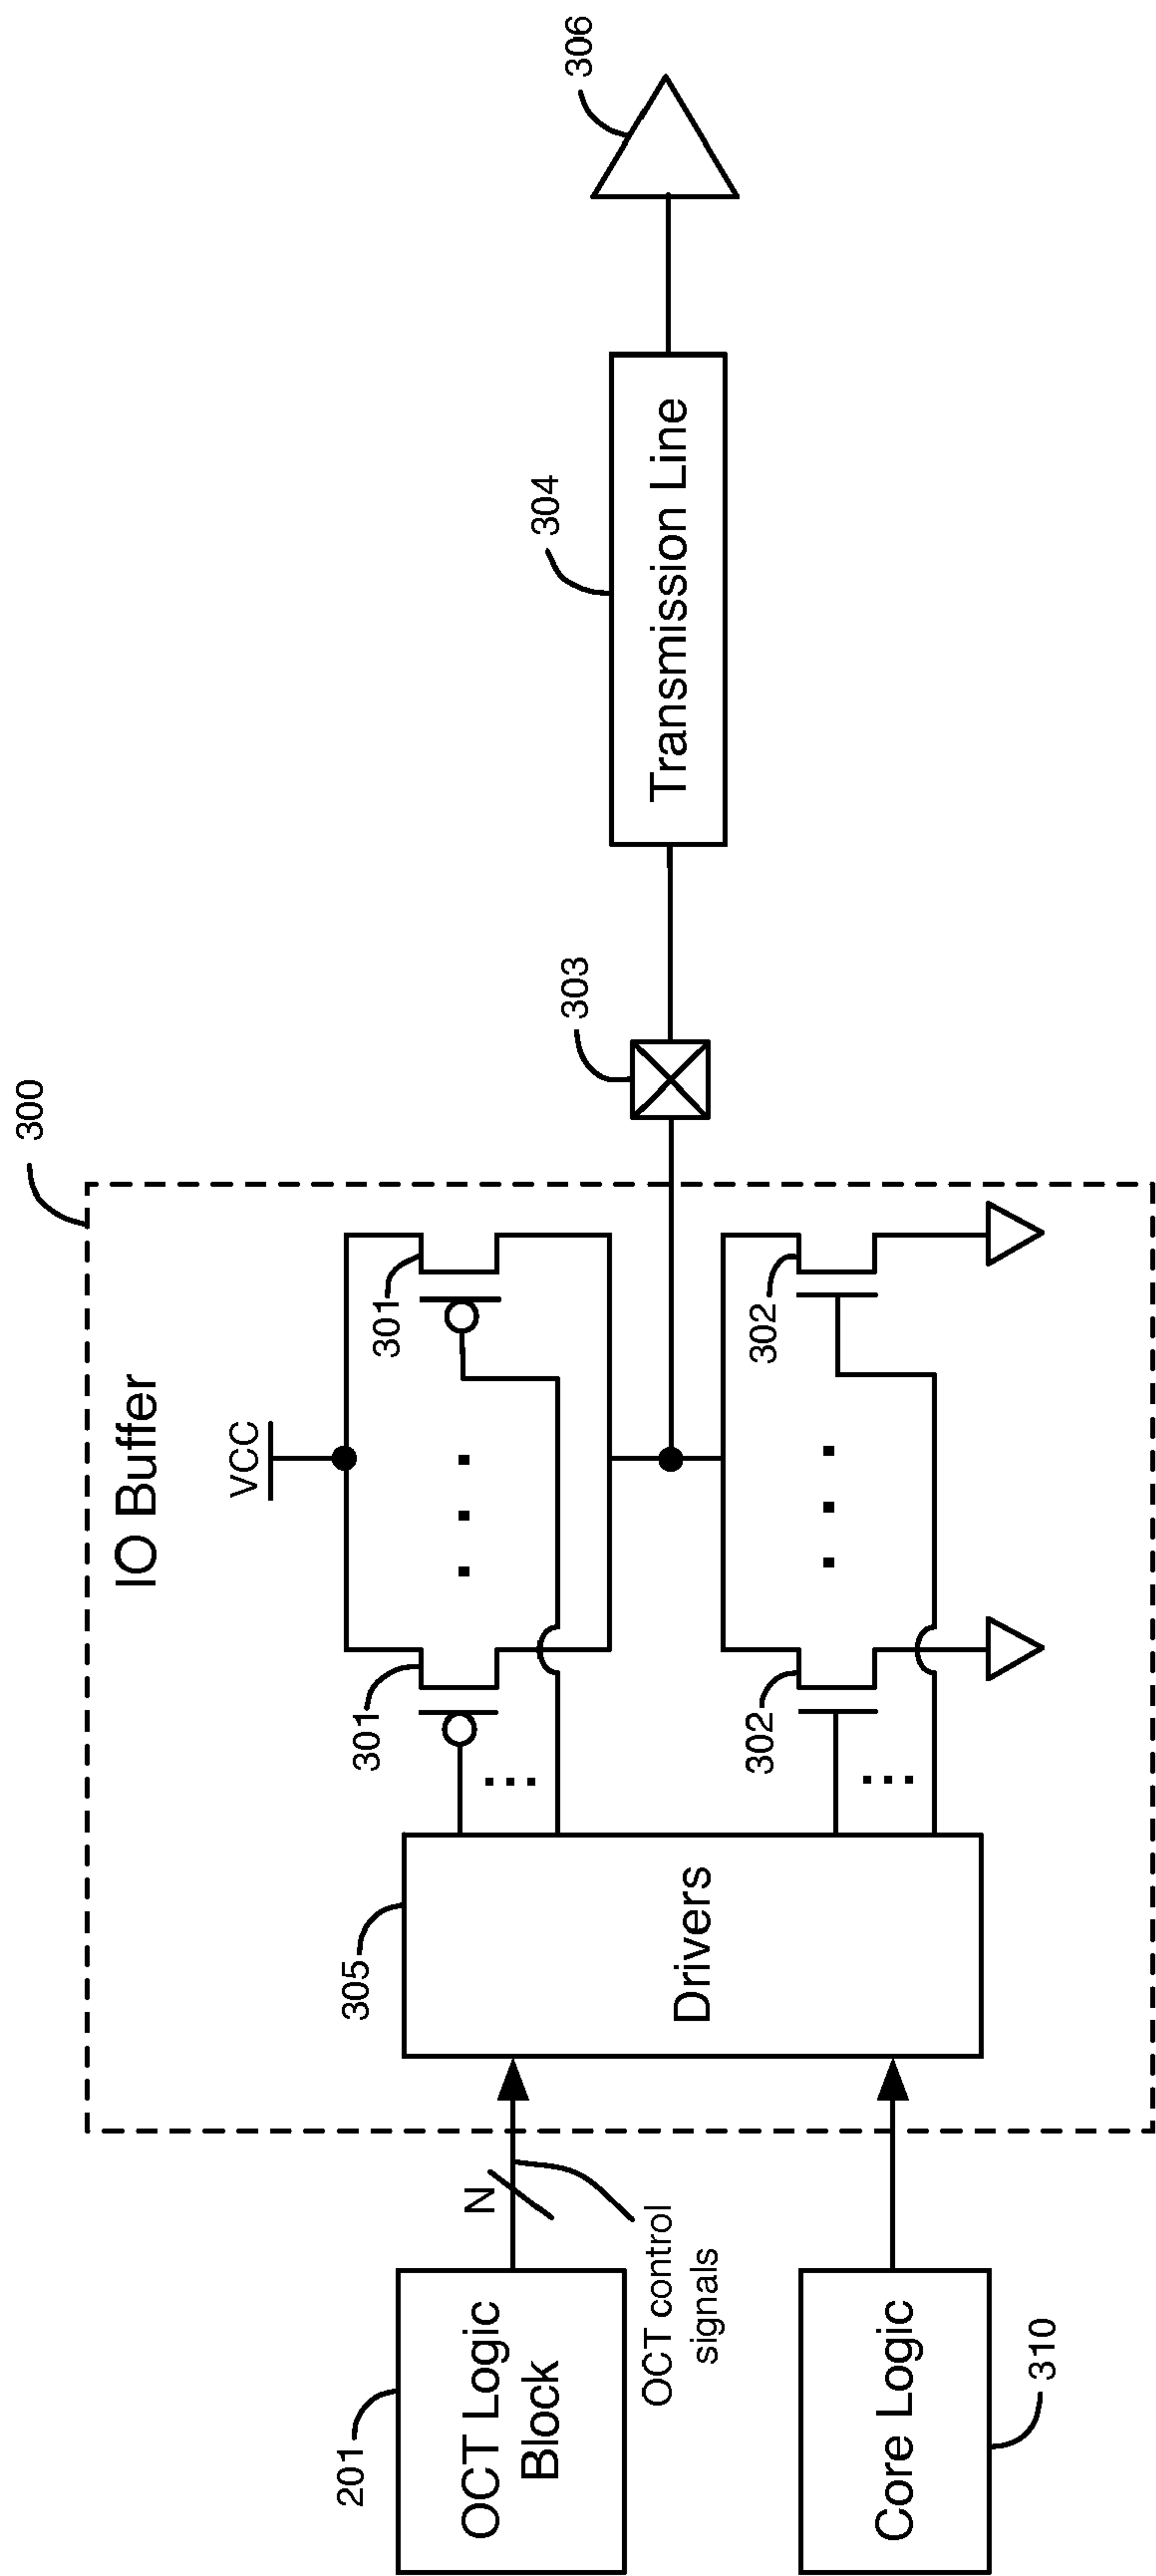 300
IO Buffer
VCC
301
301
305
Drivers
302
302
303
304
Transmission Line
306
201
OCT Logic
Block
N
OCT control
signals
Core Logic
310